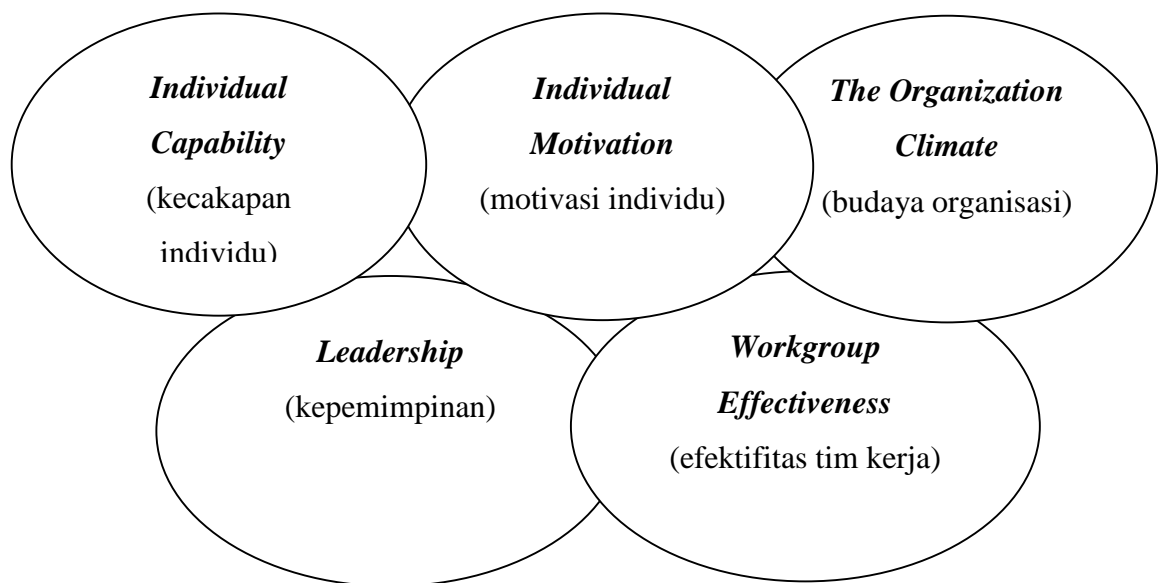 Individual
Capability
(kecakapan
individu)
Individual
Motivation
(motivasi individu)
The Organization
Climate
(budaya organisasi)
Leadership
(kepemimpinan)
Workgroup
Effectiveness
(efektifitas tim kerja)